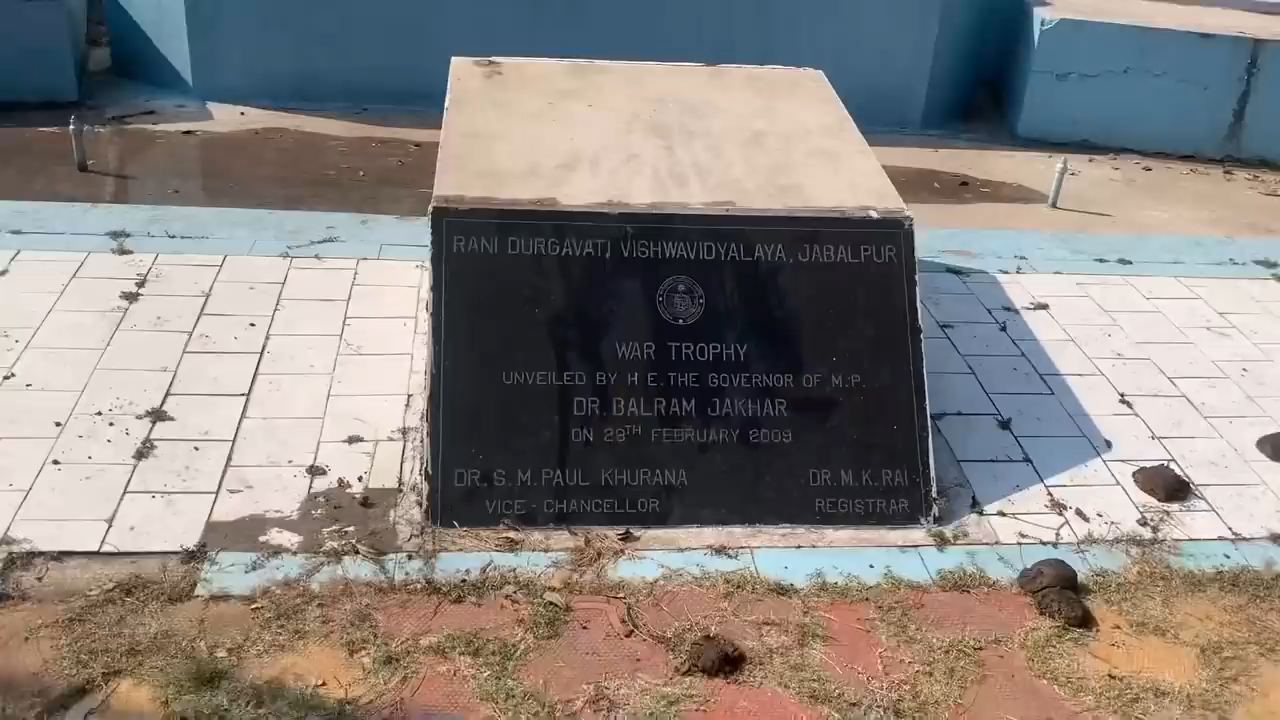 RANI DURGAVATI VISHWAVIDYALAYA, JABALPUR
WAR TROPHY
UNVEILED BY H E. THE GOVERNOR OF M.P.
DR. BALRAM JAKHAR
ON 28TH FEBRUARY 2009
DR. S. M. PAUL KHURANA DR. M. K. RAI
VICE - CHANCELLOR REGISTRAR